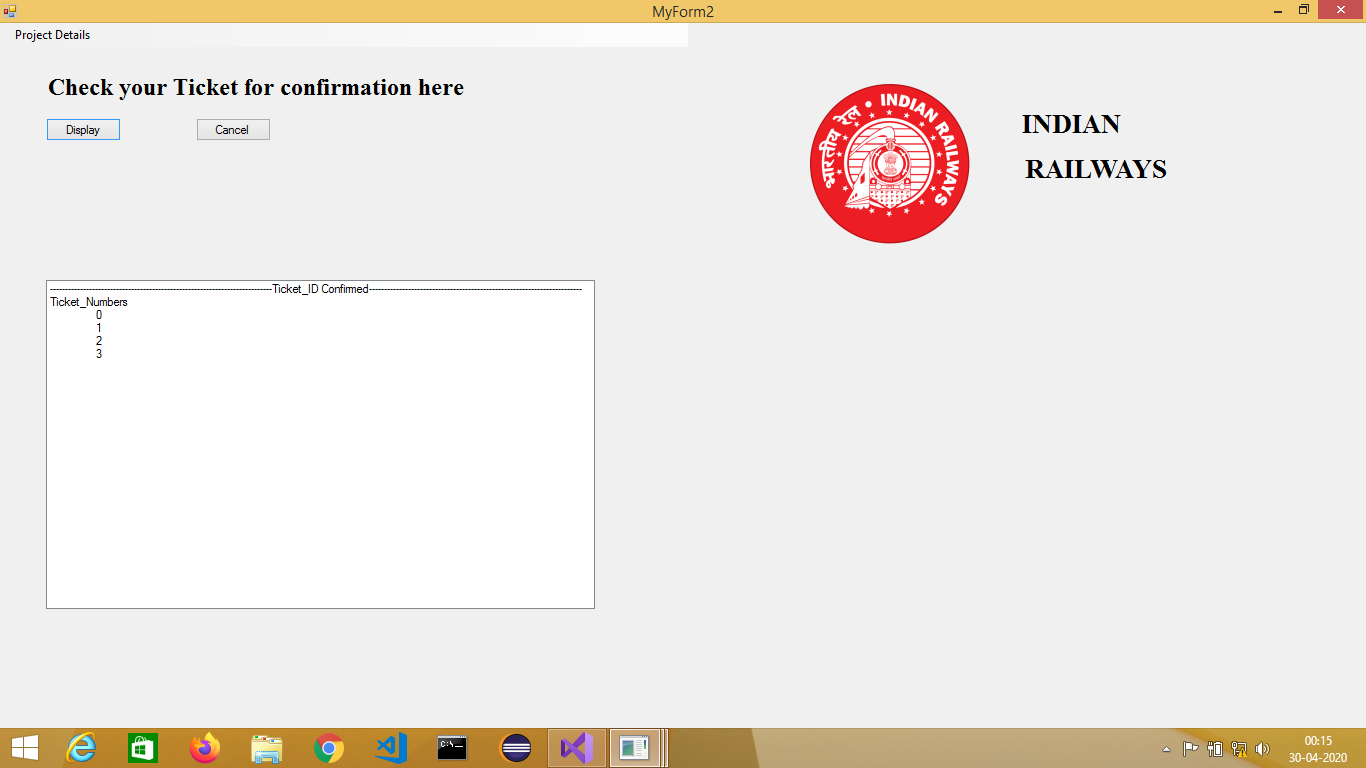 MyForm2
Project Details
Check your Ticket for confirmation here
Display
Cancel
भारतीय रेल • INDIAN RAILWAYS
INDIAN
RAILWAYS
Ticket_ID Confirmed
Ticket_Numbers
0
1
2
3
C:\
00:15
30-04-2020